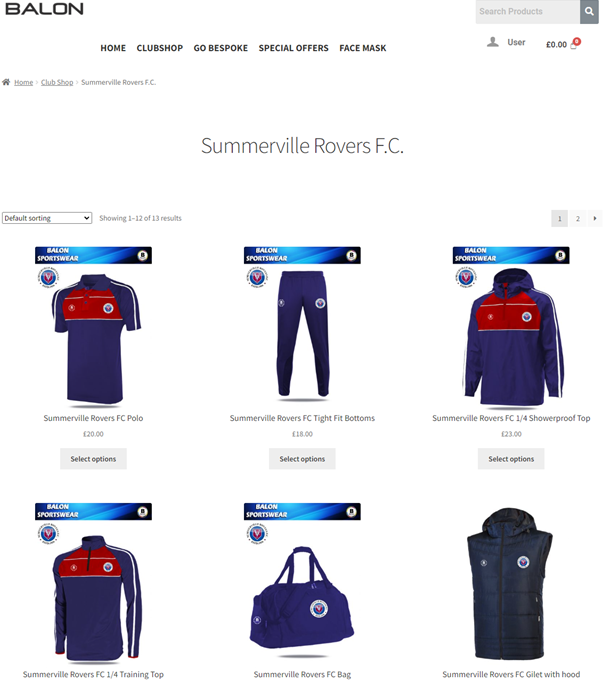 BALON
Search Products
HOME CLUBSHOP GO BESPOKE SPECIAL OFFERS FACE MASK
User £0.00 0
Home › Club Shop › Summerville Rovers F.C.
Summerville Rovers F.C.
Default sorting Showing 1–12 of 13 results 1 2
BALON SPORTSWEAR B
BALON SPORTSWEAR B
BALON SPORTSWEAR B
Summerville Rovers FC Polo
£20.00
Select options
Summerville Rovers FC Tight Fit Bottoms
£18.00
Select options
Summerville Rovers FC 1/4 Showerproof Top
£23.00
Select options
BALON SPORTSWEAR B
BALON SPORTSWEAR B
Summerville Rovers FC 1/4 Training Top
Summerville Rovers FC Bag
Summerville Rovers FC Gilet with hood